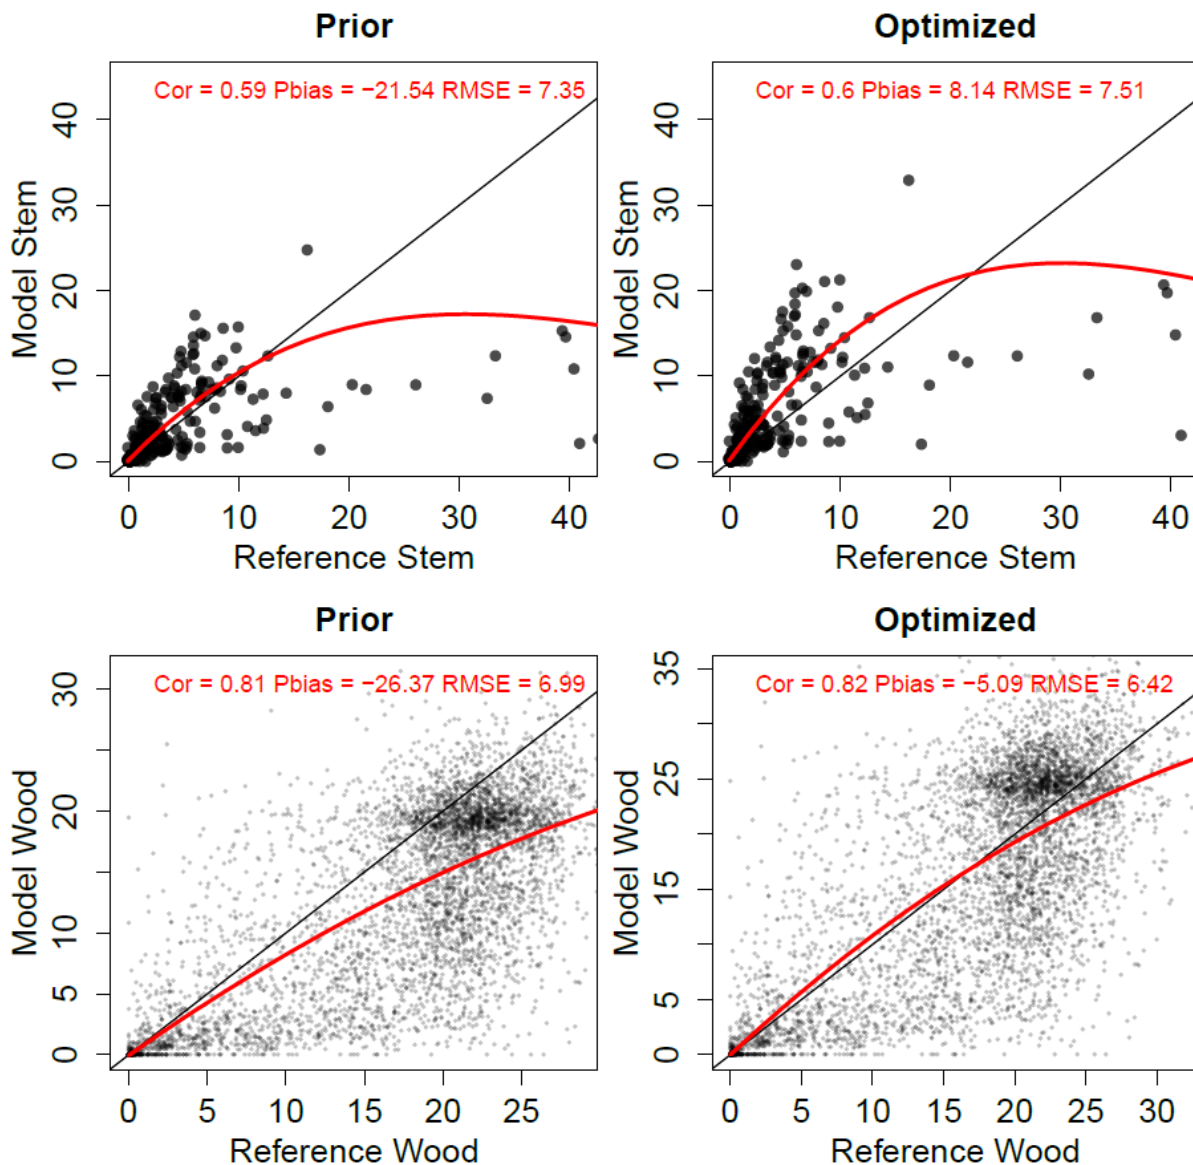 Prior
Optimized
Cor = 0.59 Pbias = −21.54 RMSE = 7.35
Cor = 0.6 Pbias = 8.14 RMSE = 7.51
Model Stem
40
30
20
10
0
0 10 20 30 40
Reference Stem
Model Stem
40
30
20
10
0
0 10 20 30 40
Reference Stem
Prior
Optimized
Cor = 0.81 Pbias = −26.37 RMSE = 6.99
Cor = 0.82 Pbias = −5.09 RMSE = 6.42
Model Wood
30
20
10
5
0
0 5 10 15 20 25
Reference Wood
Model Wood
35
25
15
5
0
0 5 10 15 20 25 30
Reference Wood